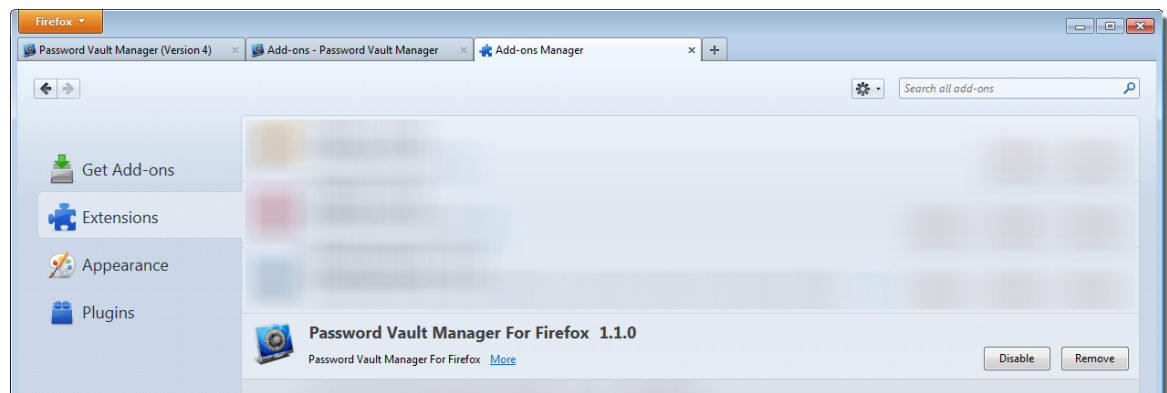 Firefox
Password Vault Manager (Version 4)
Add-ons - Password Vault Manager
Add-ons Manager
Search all add-ons
Get Add-ons
Extensions
Appearance
Plugins
Password Vault Manager For Firefox 1.1.0
Password Vault Manager For Firefox More
Disable Remove